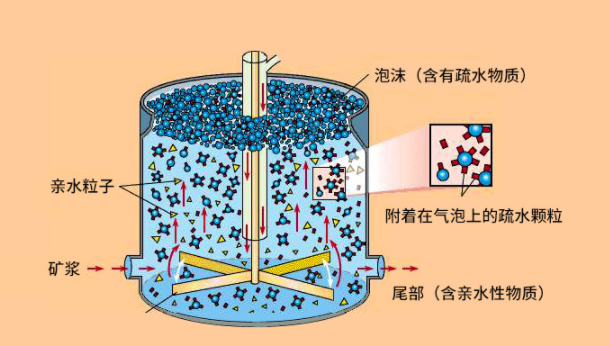 泡沫（含有疏水物质）
亲水粒子
附着在气泡上的疏水颗粒
矿浆
尾部（含亲水性物质）